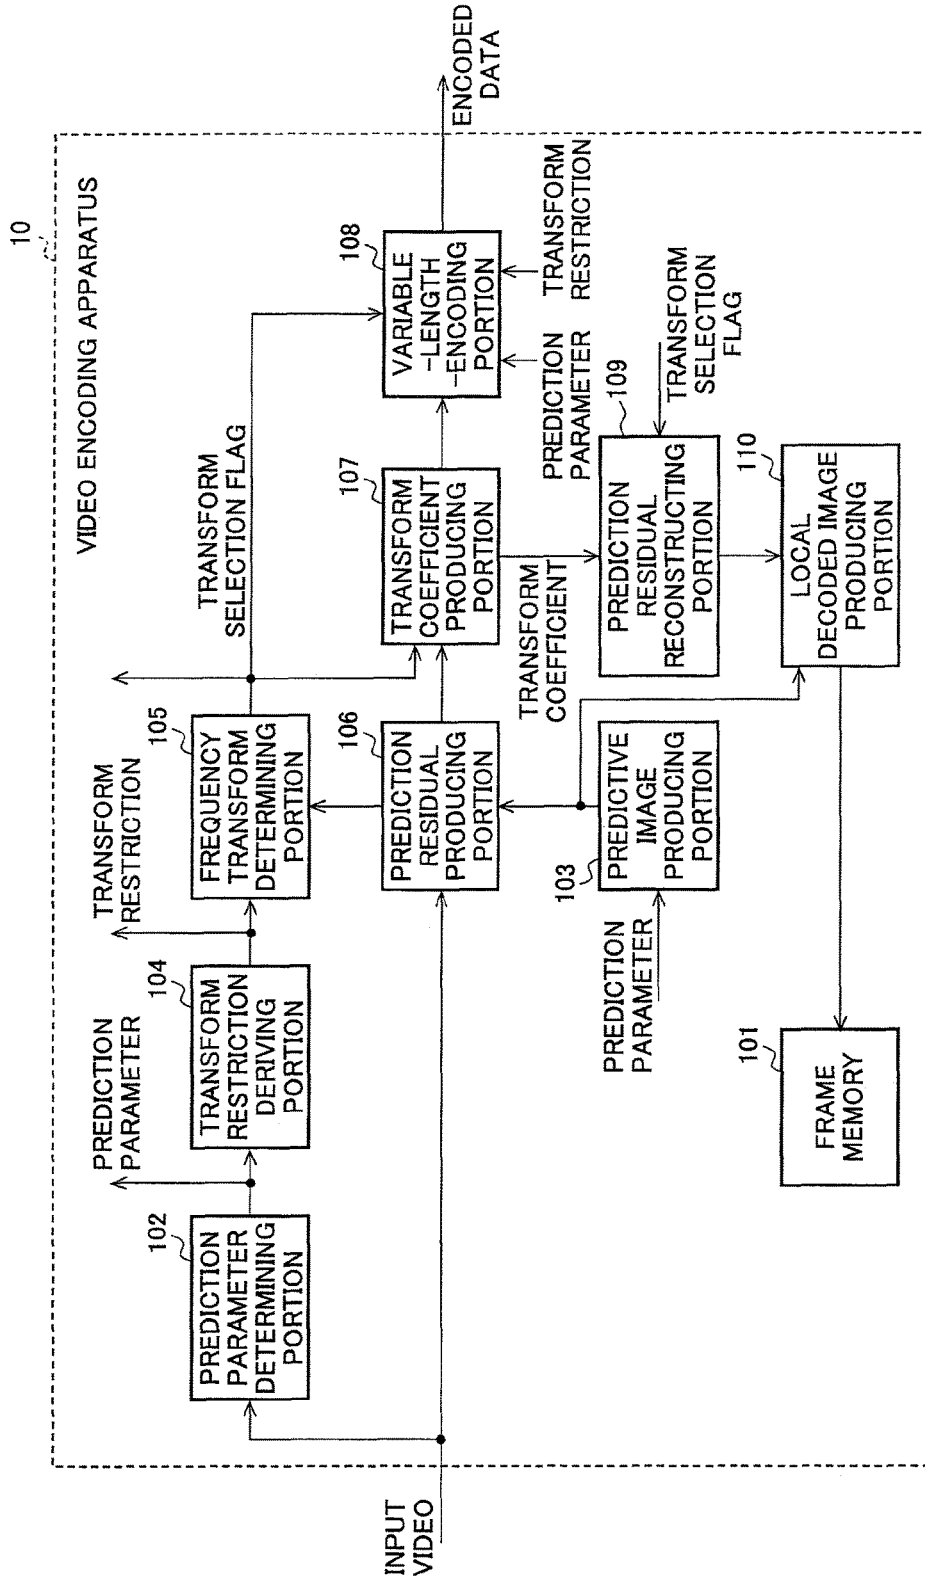 10
VIDEO ENCODING APPARATUS
INPUT
VIDEO
102
PREDICTION
PARAMETER
DETERMINING
PORTION
PREDICTION
PARAMETER
104
TRANSFORM
RESTRICTION
DERIVING
PORTION
TRANSFORM
RESTRICTION
105
FREQUENCY
TRANSFORM
DETERMINING
PORTION
TRANSFORM
SELECTION FLAG
106
PREDICTION
RESIDUAL
PRODUCING
PORTION
107
TRANSFORM
COEFFICIENT
PRODUCING
PORTION
108
VARIABLE
-LENGTH
-ENCODING
PORTION
ENCODED
DATA
PREDICTION
PARAMETER
TRANSFORM
RESTRICTION
PREDICTION
PARAMETER
103
PREDICTIVE
IMAGE
PRODUCING
PORTION
TRANSFORM
COEFFICIENT
109
PREDICTION
RESIDUAL
RECONSTRUCTING
PORTION
TRANSFORM
SELECTION
FLAG
101
FRAME
MEMORY
110
LOCAL
DECODED IMAGE
PRODUCING
PORTION